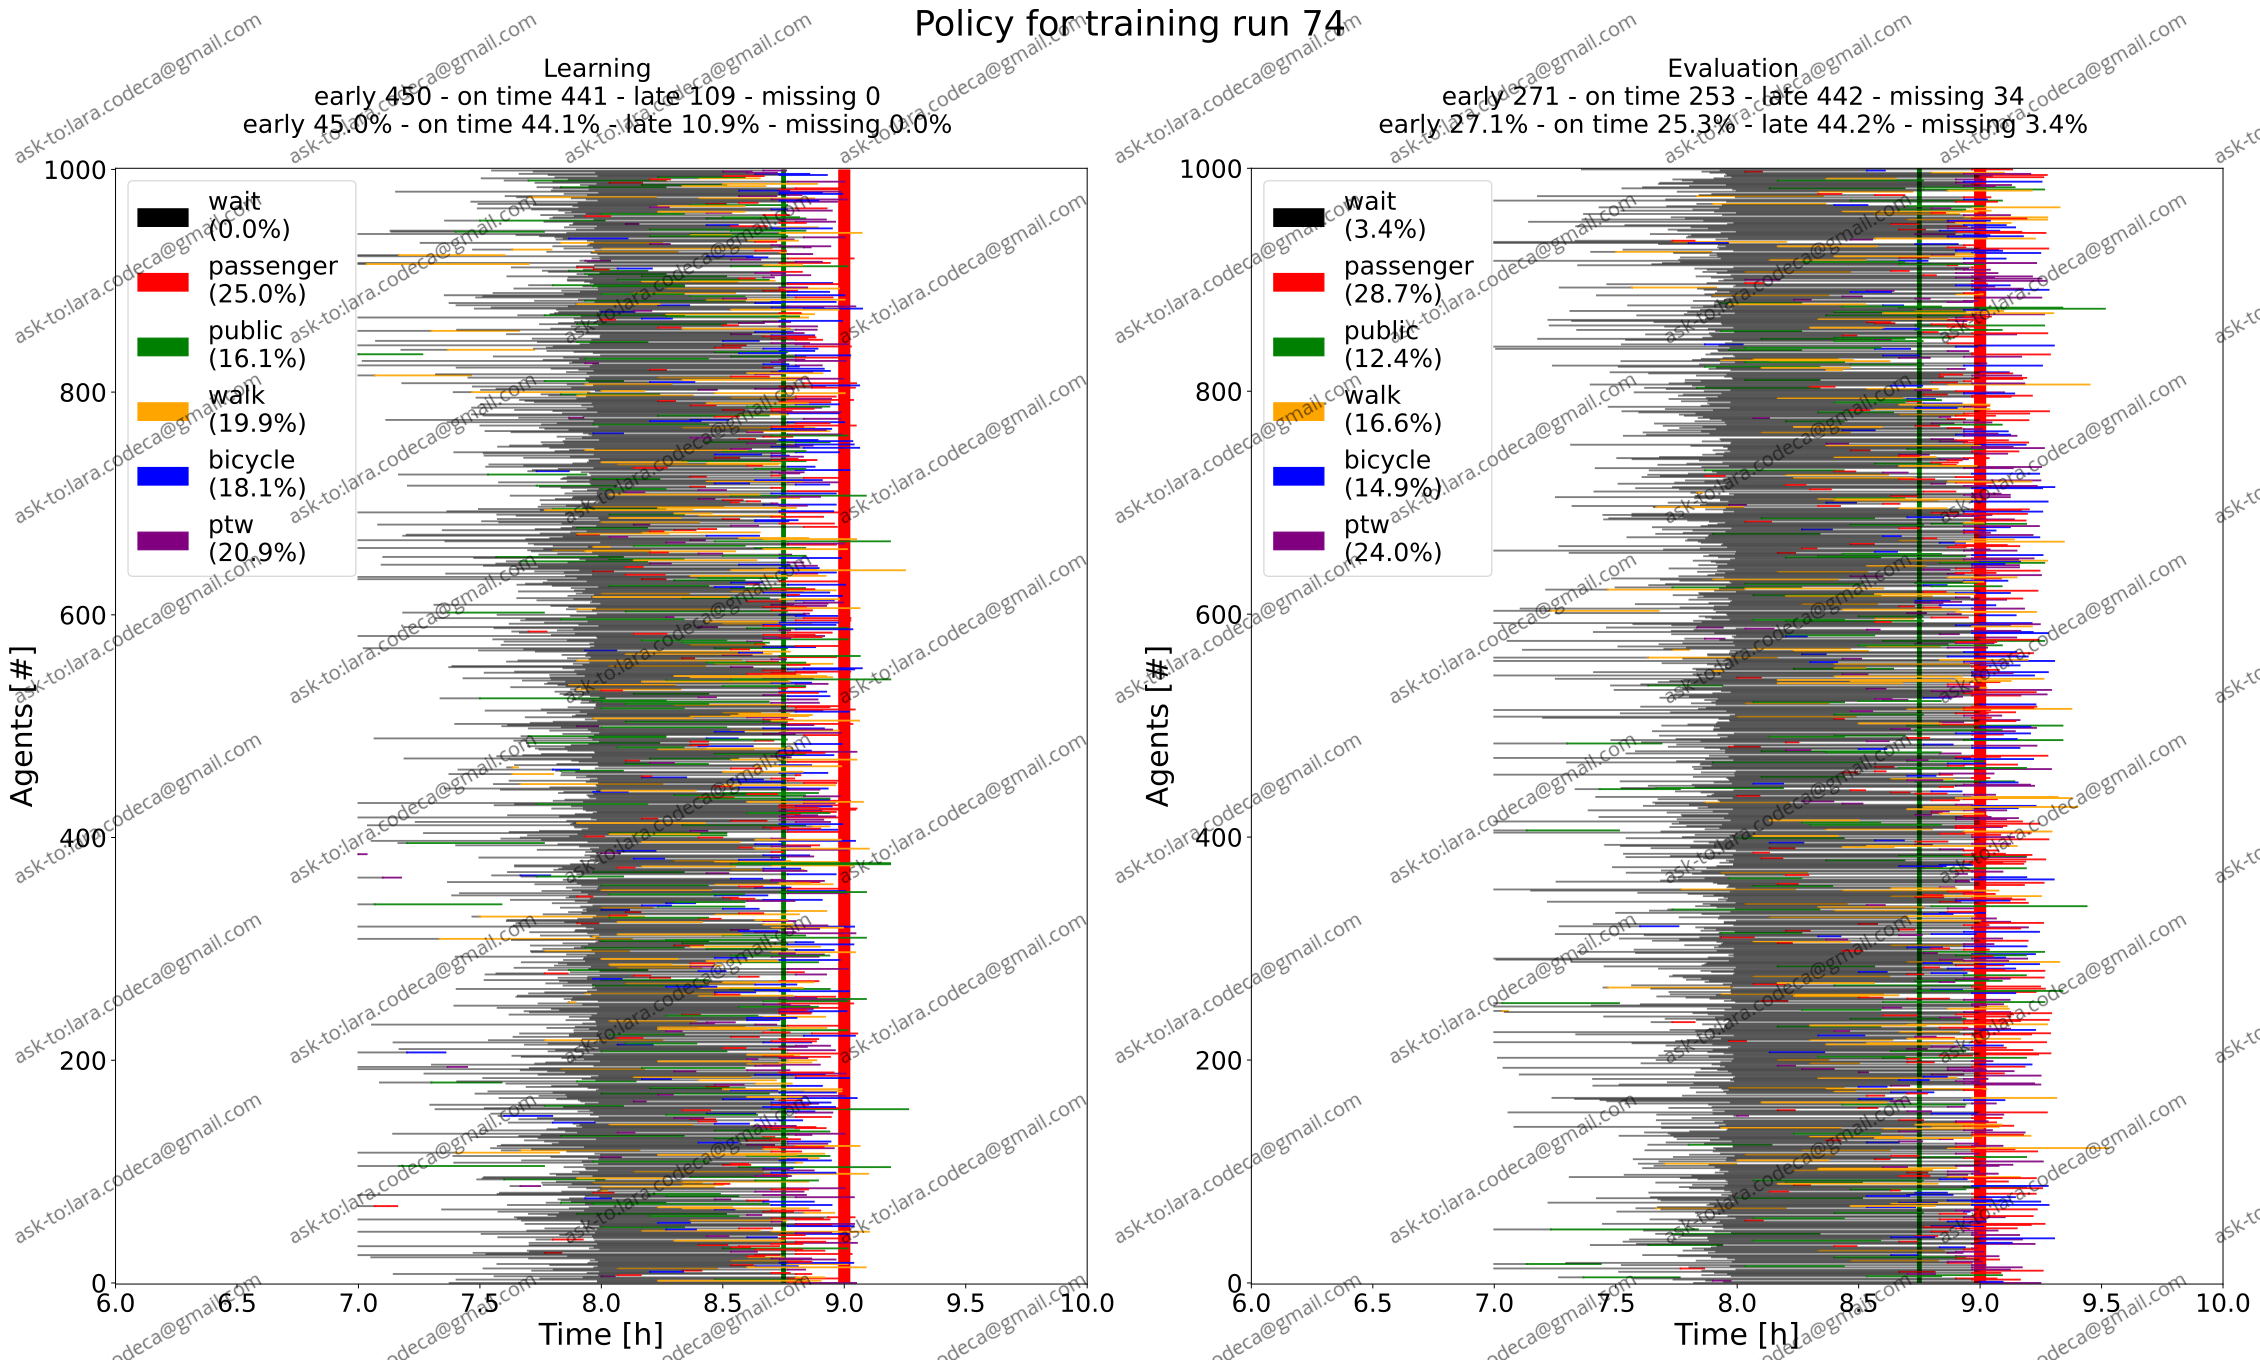 Policy for training run 74
Learning
early 450 - on time 441 - late 109 - missing 0
early 45.0% - on time 44.1% - late 10.9% - missing 0.0%
Evaluation
early 271 - on time 253 - late 442 - missing 34
early 27.1% - on time 25.3% - late 44.2% - missing 3.4%
Agents [#]
1000
800
600
400
200
0
wait
(0.0%)
passenger
(25.0%)
public
(16.1%)
walk
(19.9%)
bicycle
(18.1%)
ptw
(20.9%)
6.0 6.5 7.0 7.5 8.0 8.5 9.0 9.5 10.0
Time [h]
Agents [#]
1000
800
600
400
200
0
wait
(3.4%)
passenger
(28.7%)
public
(12.4%)
walk
(16.6%)
bicycle
(14.9%)
ptw
(24.0%)
6.0 6.5 7.0 7.5 8.0 8.5 9.0 9.5 10.0
Time [h]
ask-to:lara.codeca@gmail.com